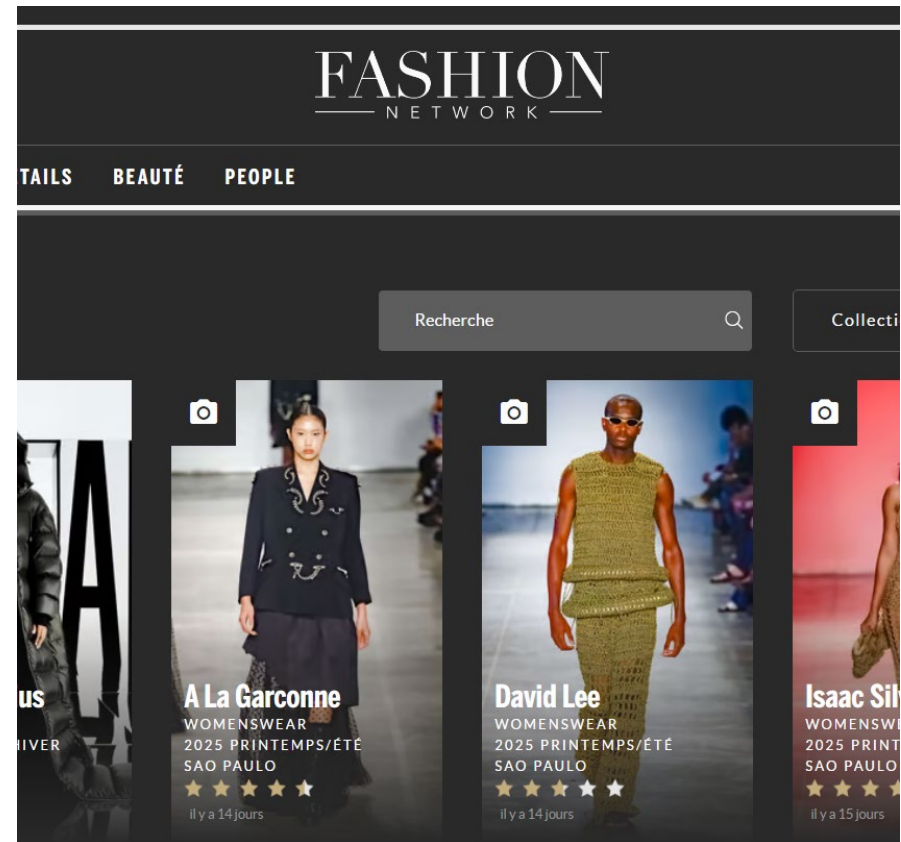 FASHION
NETWORK
TAILS BEAUTÉ PEOPLE
Recherche
Collecti
us
HIVER
A La Garconne
WOMENSWEAR
2025 PRINTEMPS/ÉTÉ
SAO PAULO
il y a 14 jours
David Lee
WOMENSWEAR
2025 PRINTEMPS/ÉTÉ
SAO PAULO
il y a 14 jours
Isaac Sil
WOMENSWE
2025 PRINT
SAO PAULO
il y a 15 jours